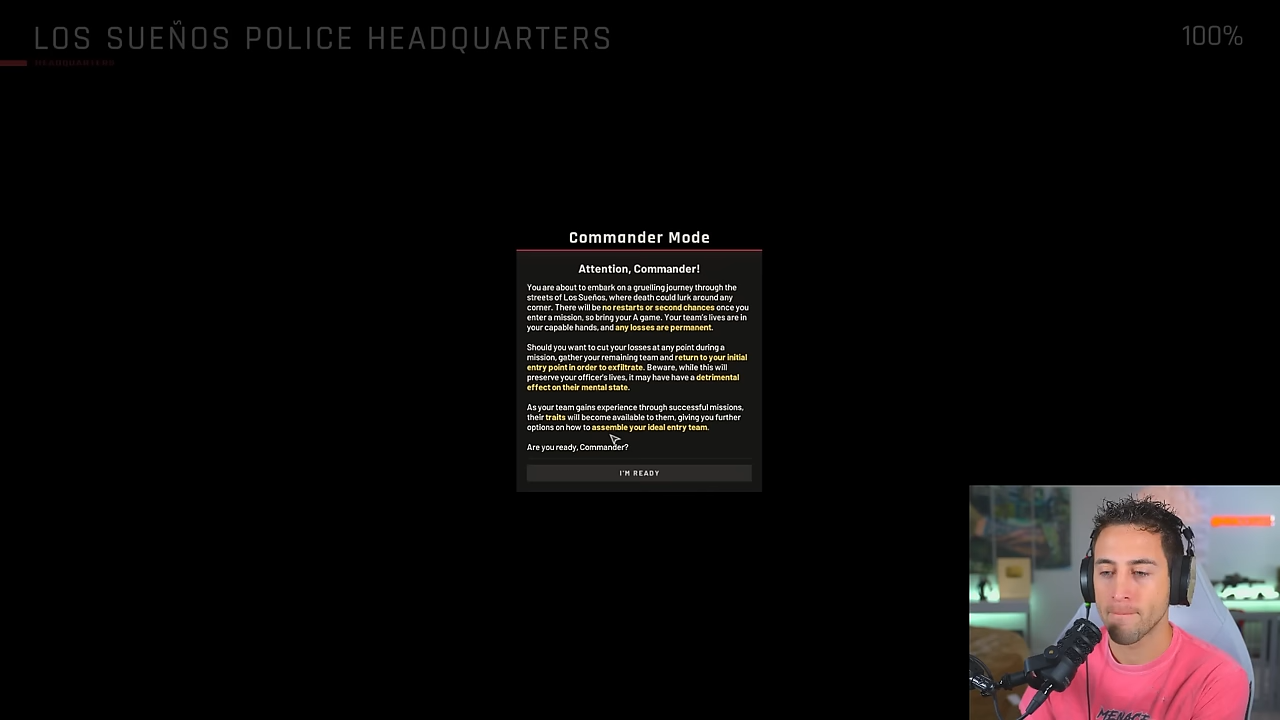 LOS SUEÑOS POLICE HEADQUARTERS
100%
HEADQUARTERS
Commander Mode
Attention, Commander!
You are about to embark on a gruelling journey through the
streets of Los Sueños, where death could lurk around any
corner. There will be no restarts or second chances once you
enter a mission, so bring your A game. Your team's lives are in
your capable hands, and any losses are permanent.
Should you want to cut your losses at any point during a
mission, gather your remaining team and return to your initial
entry point in order to exfiltrate. Beware, while this will
preserve your officer's lives, it may have have a detrimental
effect on their mental state.
As your team gains experience through successful missions,
their traits will become available to them, giving you further
options on how to assemble your ideal entry team.
Are you ready, Commander?
I'M READY
MENACE